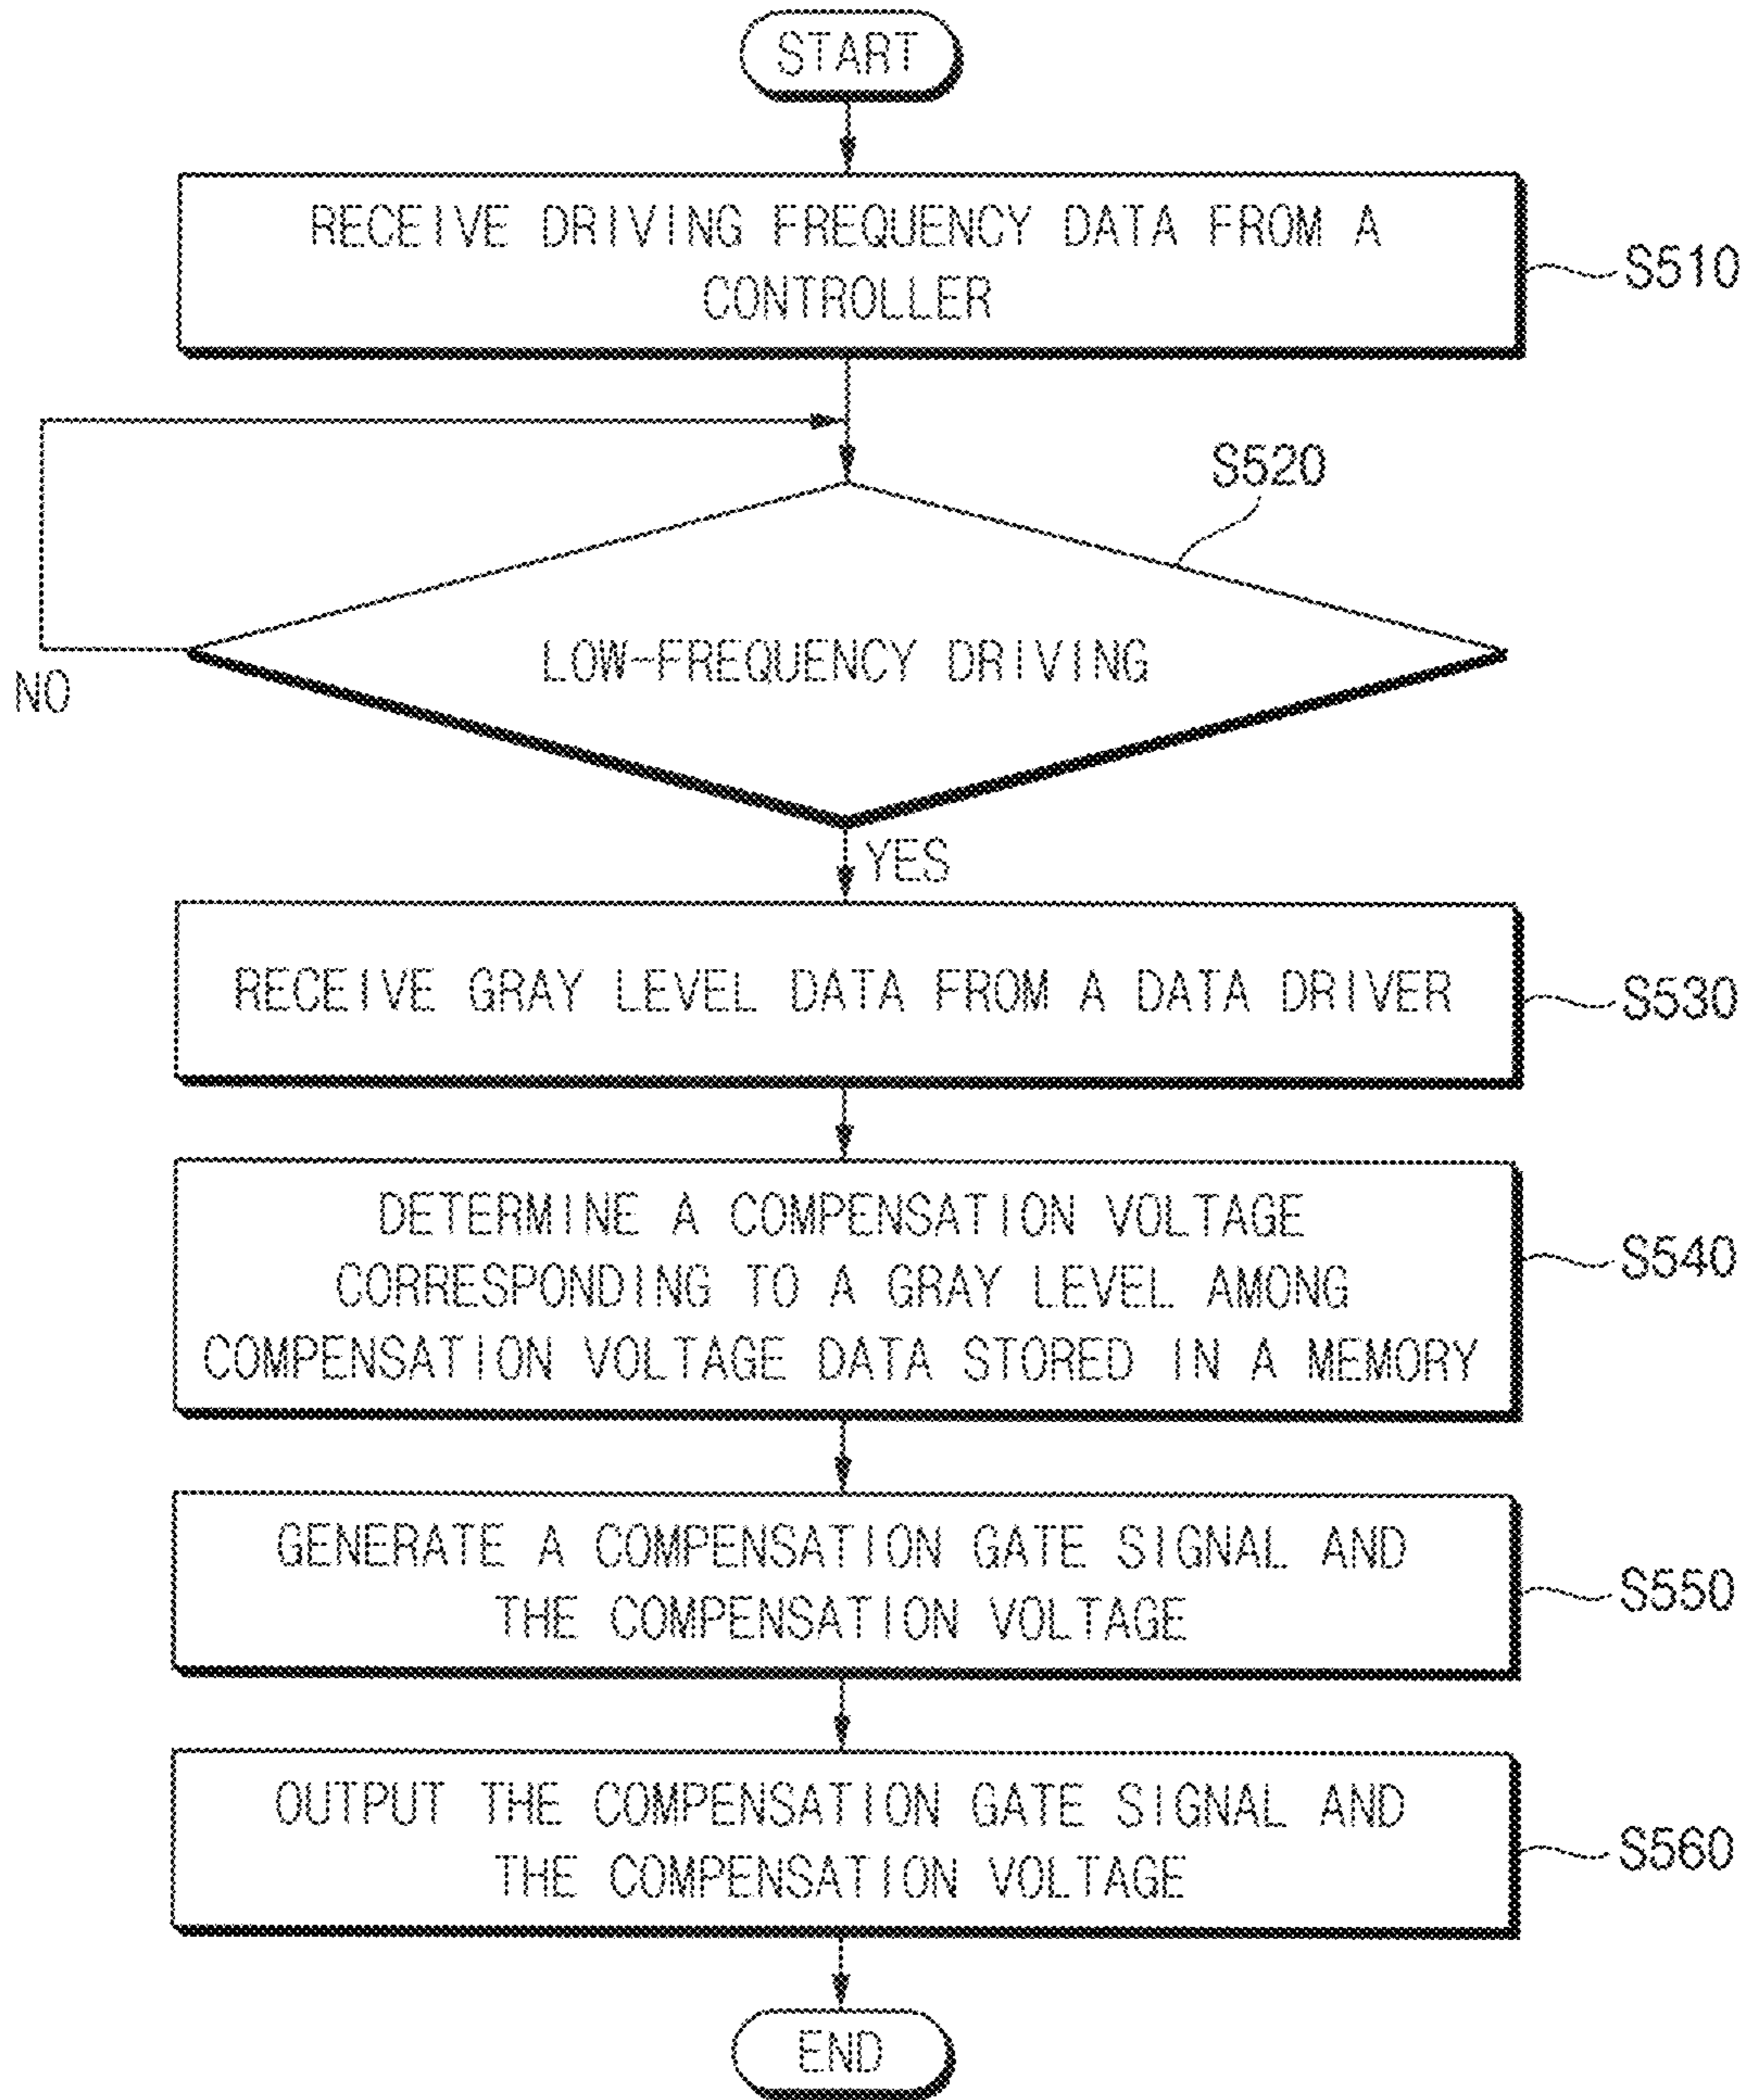 START
RECEIVE DRIVING FREQUENCY DATA FROM A
CONTROLLER
S510
S520
LOW-FREQUENCY DRIVING
NO
YES
RECEIVE GRAY LEVEL DATA FROM A DATA DRIVER
S530
DETERMINE A COMPENSATION VOLTAGE
CORRESPONDING TO A GRAY LEVEL AMONG
COMPENSATION VOLTAGE DATA STORED IN A MEMORY
S540
GENERATE A COMPENSATION GATE SIGNAL AND
THE COMPENSATION VOLTAGE
S550
OUTPUT THE COMPENSATION GATE SIGNAL AND
THE COMPENSATION VOLTAGE
S560
END